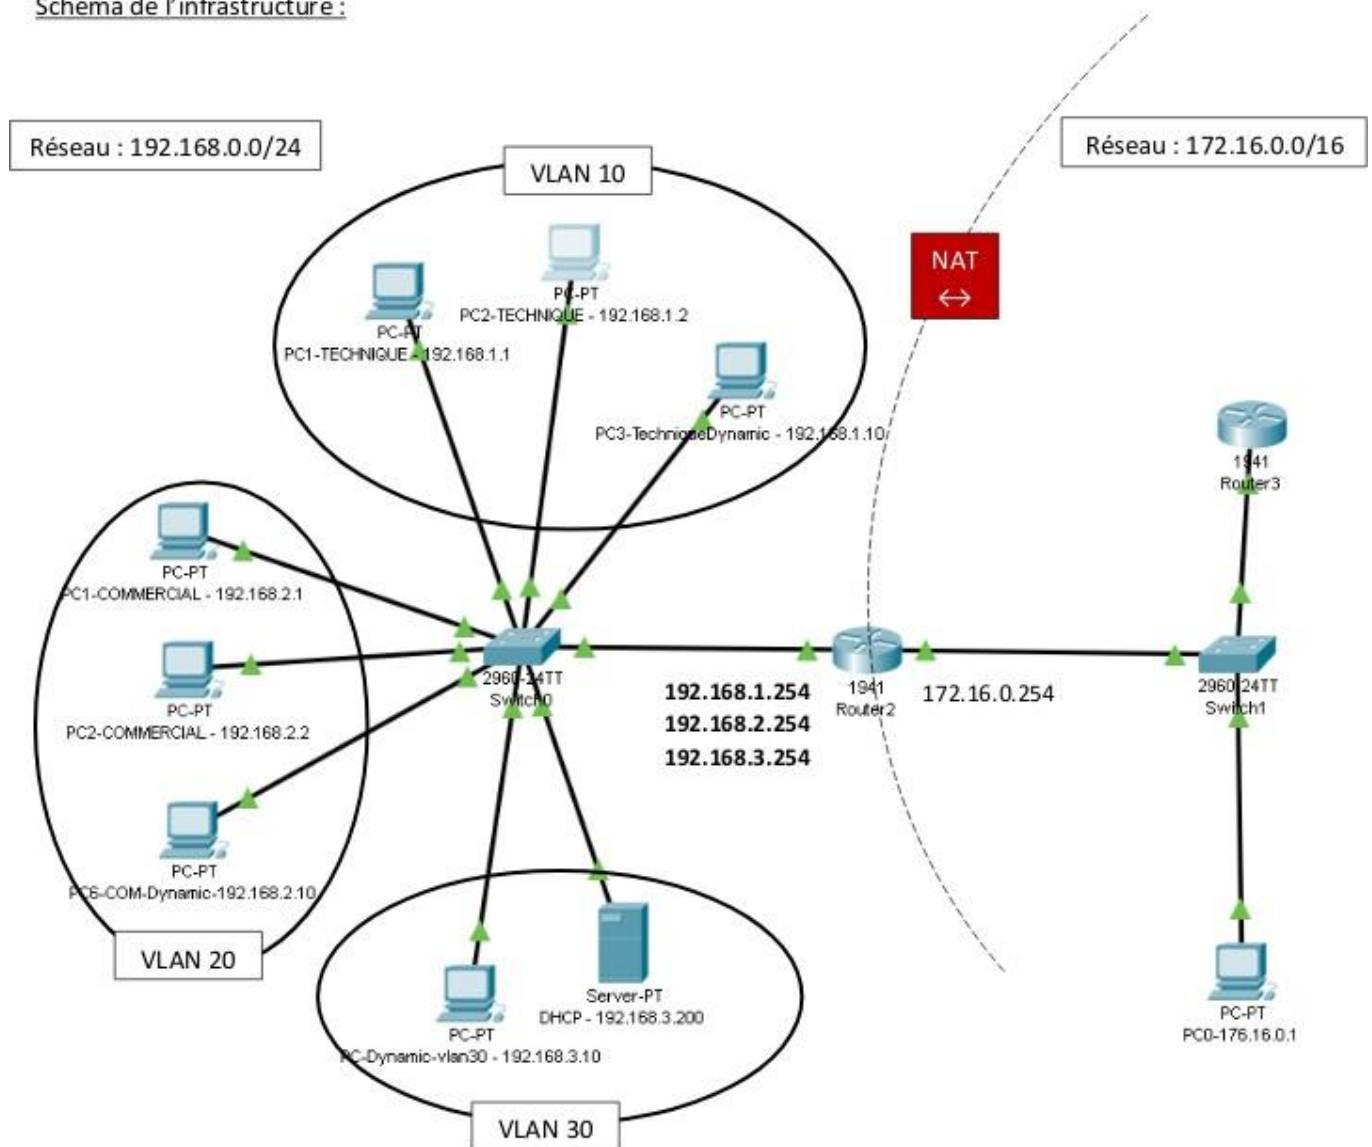 Schéma de l'infrastructure :
Réseau : 192.168.0.0/24
VLAN 10
Réseau : 172.16.0.0/16
NAT
↔
PC-PT
PC2-TECHNIQUE - 192.168.1.2
PC-PT
PC1-TECHNIQUE - 192.168.1.1
PC-PT
PC3-TechniqueDynamic - 192.168.1.10
1941
Router3
PC-PT
PC1-COMMERCIAL - 192.168.2.1
PC-PT
PC2-COMMERCIAL - 192.168.2.2
2960-24TT
Switch0
192.168.1.254
192.168.2.254
192.168.3.254
1941
Router2
172.16.0.254
2960-24TT
Switch1
PC-PT
PC6-COM-Dynamic-192.168.2.10
VLAN 20
Server-PT
DHCP - 192.168.3.200
PC-PT
PC-Dynamic-vlan30 - 192.168.3.10
PC-PT
PC0-176.16.0.1
VLAN 30